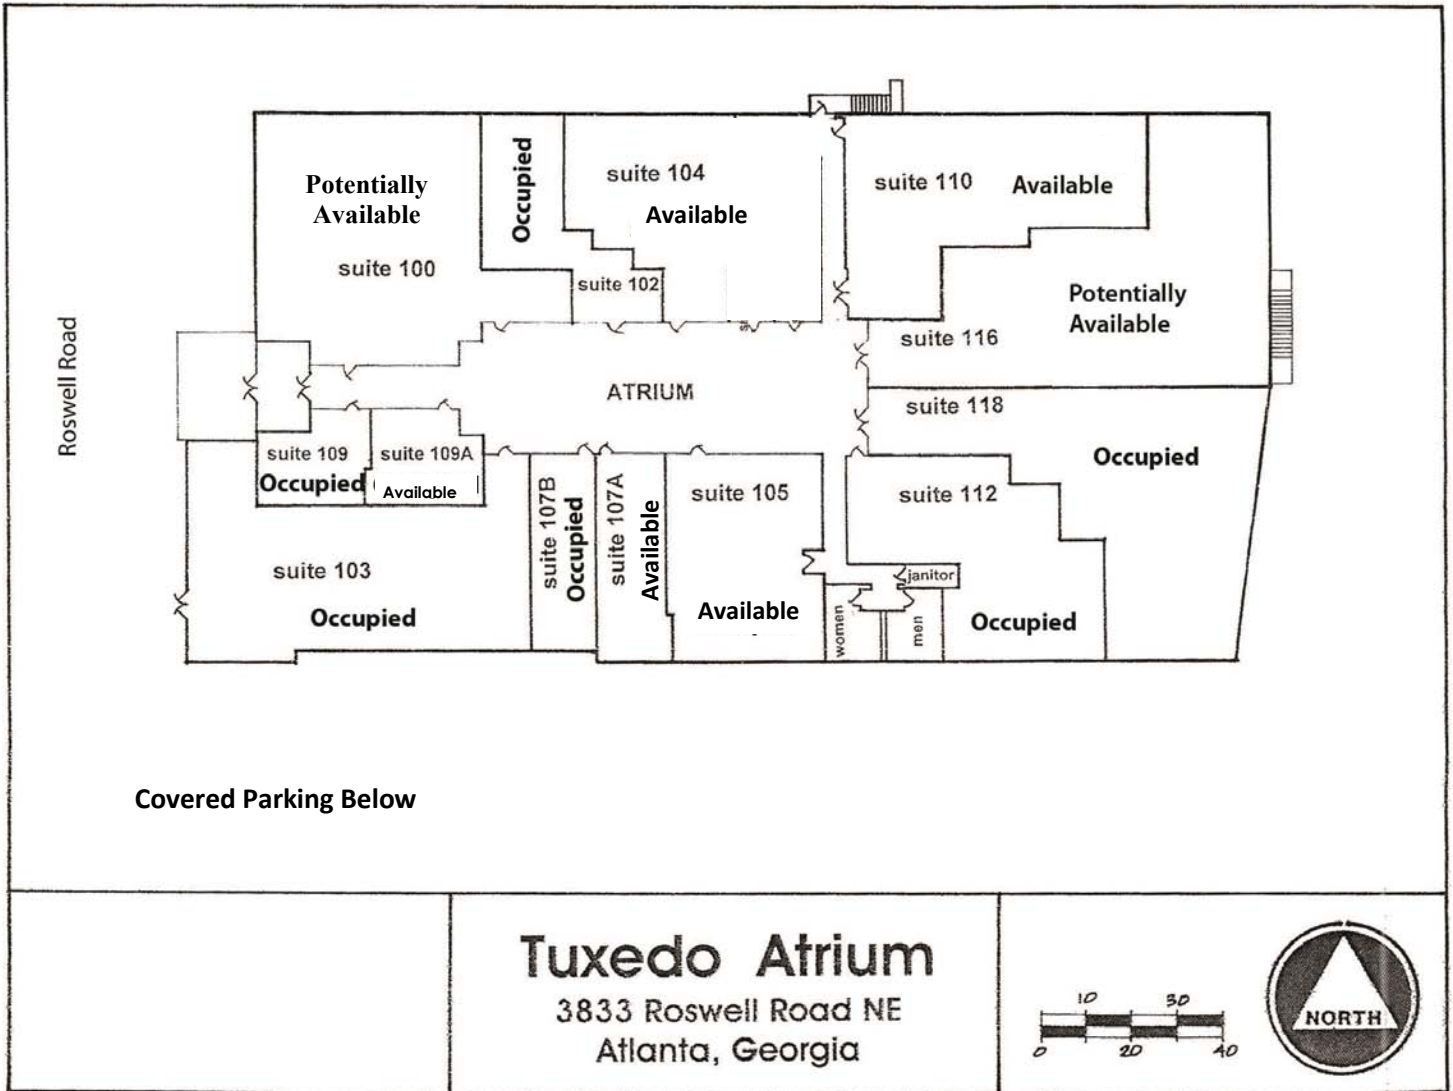 Roswell Road
Potentially
Available
suite 100
Occupied
suite 102
suite 104
Available
suite 110
Available
Potentially
Available
suite 116
ATRIUM
suite 118
Occupied
suite 109
Occupied
suite 109A
Available
suite 103
Occupied
suite 107B
Occupied
suite 107A
Available
suite 105
Available
suite 112
Occupied
janitor
women
men
Covered Parking Below
Tuxedo Atrium
3833 Roswell Road NE
Atlanta, Georgia
10 30
0 20 40
NORTH